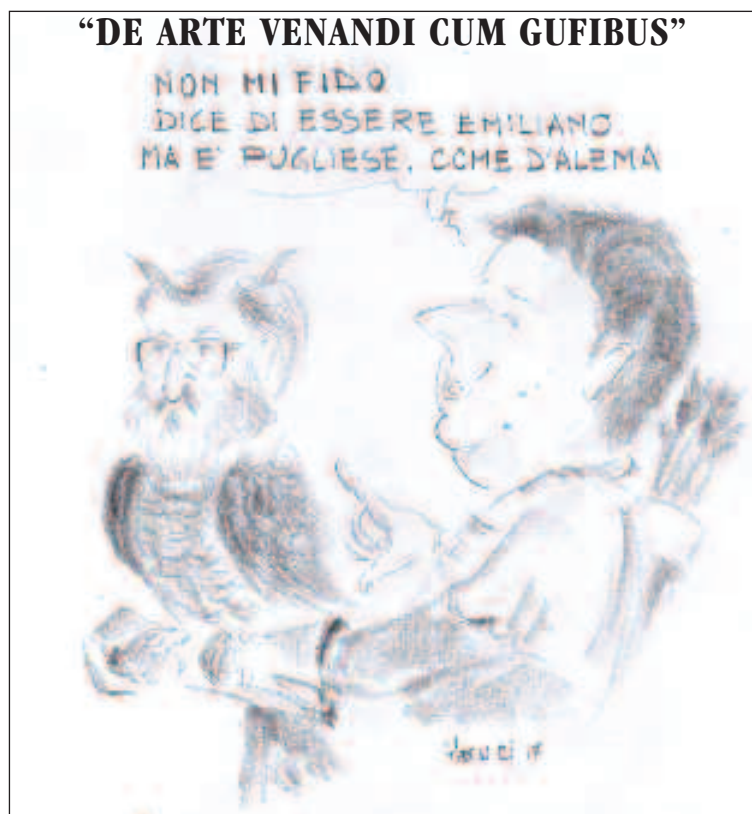 “DE ARTE VENANDI CUM GUFIBUS”
NON MI FIDO
DICE DI ESSERE EMILIANO.
MA E' PUGLIESE, COME D'ALEMA